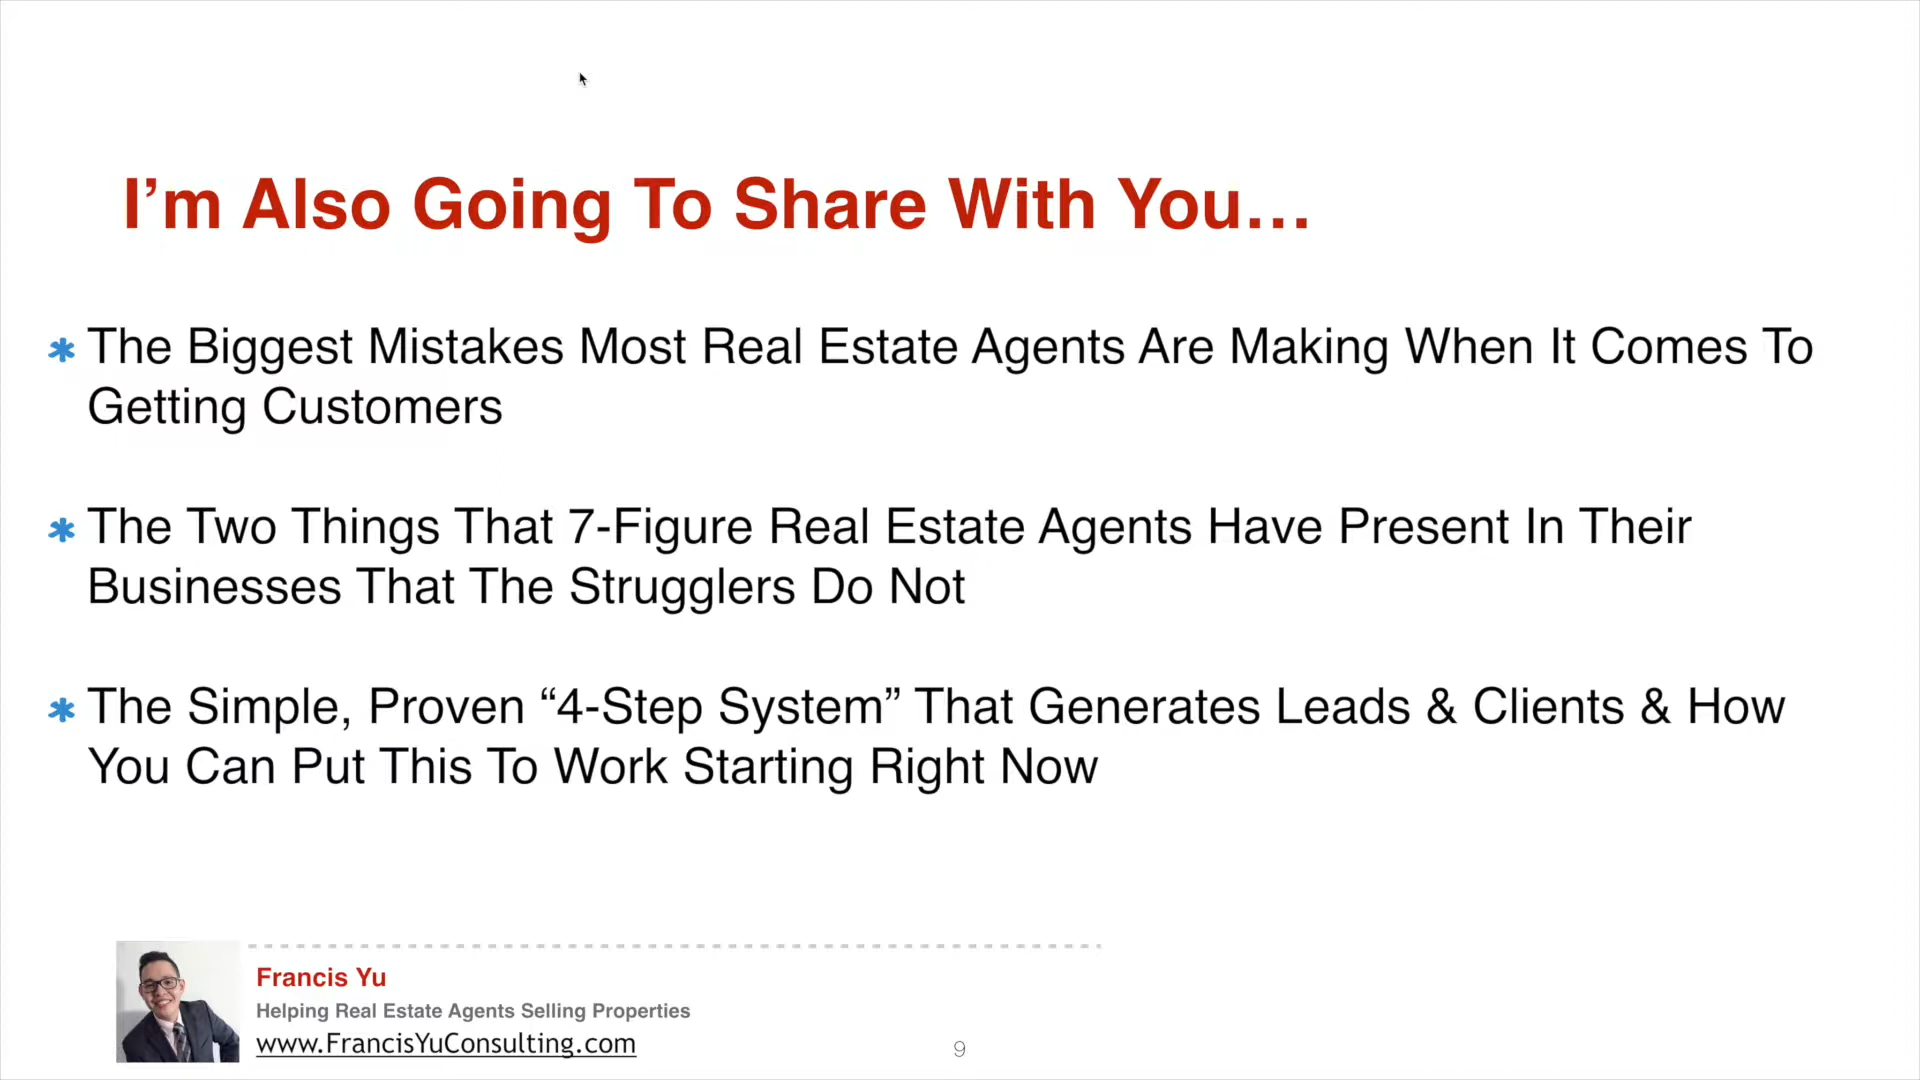 I’m Also Going To Share With You…
* The Biggest Mistakes Most Real Estate Agents Are Making When It Comes To
Getting Customers
* The Two Things That 7-Figure Real Estate Agents Have Present In Their
Businesses That The Strugglers Do Not
* The Simple, Proven “4-Step System” That Generates Leads & Clients & How
You Can Put This To Work Starting Right Now
Francis Yu
Helping Real Estate Agents Selling Properties
www.FrancisYuConsulting.com
9